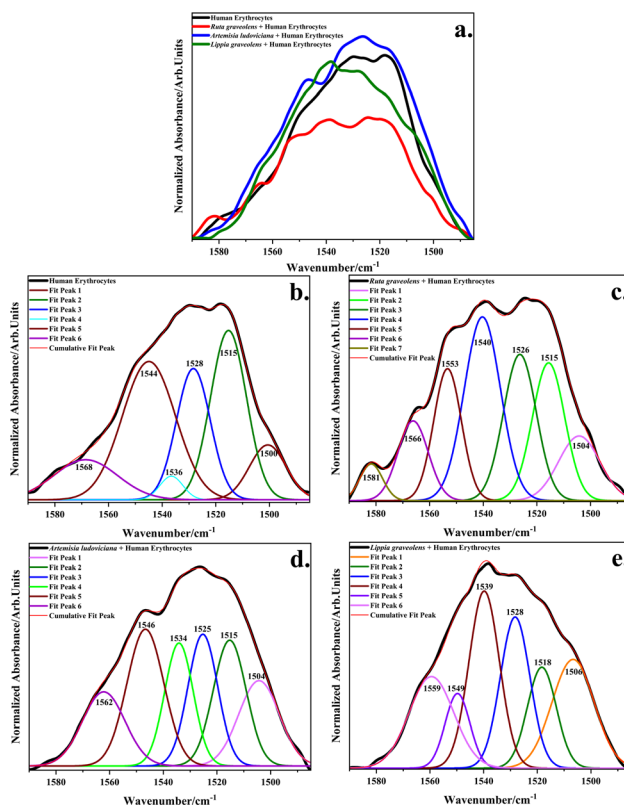 Human Erythrocytes
Ruta graveolens + Human Erythrocytes
Artemisia ludoviciana + Human Erythrocytes
Lippia graveolens + Human Erythrocytes
a.
Normalized Absorbance/Arb.Units
1580 1560 1540 1520 1500
Wavenumber/cm-1
b.
Human Erythrocytes
Fit Peak 1
Fit Peak 2
Fit Peak 3
Fit Peak 4
Fit Peak 5
Fit Peak 6
Cumulative Fit Peak
1568
1544
1536
1528
1515
1500
Normalized Absorbance/Arb.Units
1580 1560 1540 1520 1500
Wavenumber/cm-1
c.
Ruta graveolens + Human Erythrocytes
Fit Peak 1
Fit Peak 2
Fit Peak 3
Fit Peak 4
Fit Peak 5
Fit Peak 6
Fit Peak 7
Cumulative Fit Peak
1581
1566
1553
1540
1526
1515
1504
Normalized Absorbance/Arb.Units
1580 1560 1540 1520 1500
Wavenumber/cm-1
d.
Artemisia ludoviciana + Human Erythrocytes
Fit Peak 1
Fit Peak 2
Fit Peak 3
Fit Peak 4
Fit Peak 5
Fit Peak 6
Cumulative Fit Peak
1562
1546
1534
1525
1515
1504
Normalized Absorbance/Arb.Units
1580 1560 1540 1520 1500
Wavenumber/cm-1
e.
Lippia graveolens + Human Erythrocytes
Fit Peak 1
Fit Peak 2
Fit Peak 3
Fit Peak 4
Fit Peak 5
Fit Peak 6
Cumulative Fit Peak
1559
1549
1539
1528
1518
1506
Normalized Absorbance/Arb.Units
1580 1560 1540 1520 1500
Wavenumber/cm-1